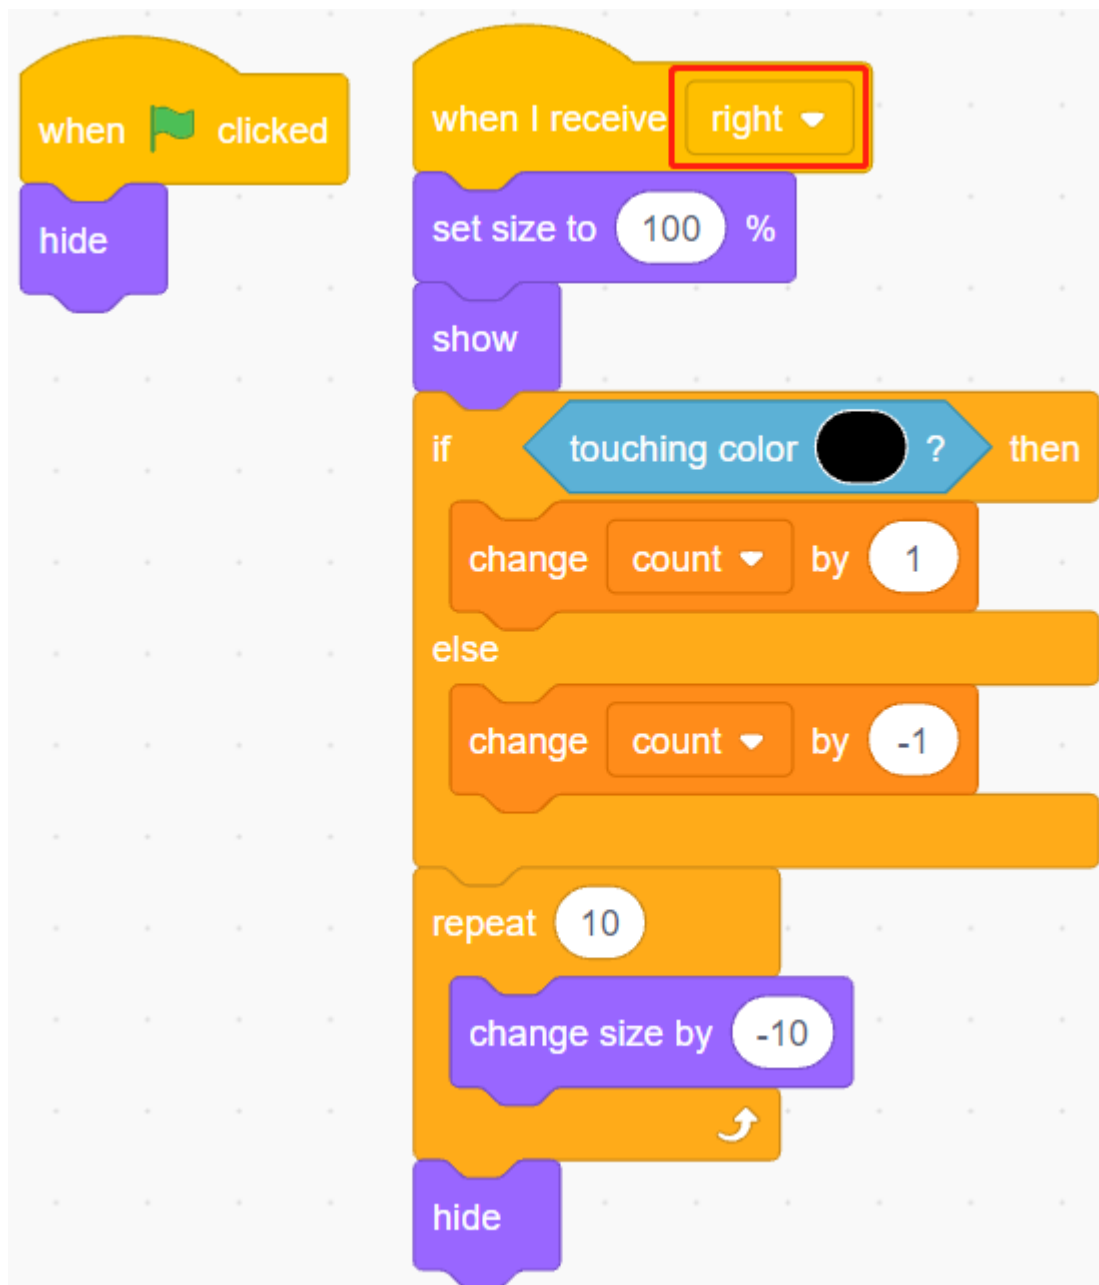 when clicked
hide
when I receive right
set size to 100 %
show
if touching color ? then
change count by 1
else
change count by -1
repeat 10
change size by -10
hide